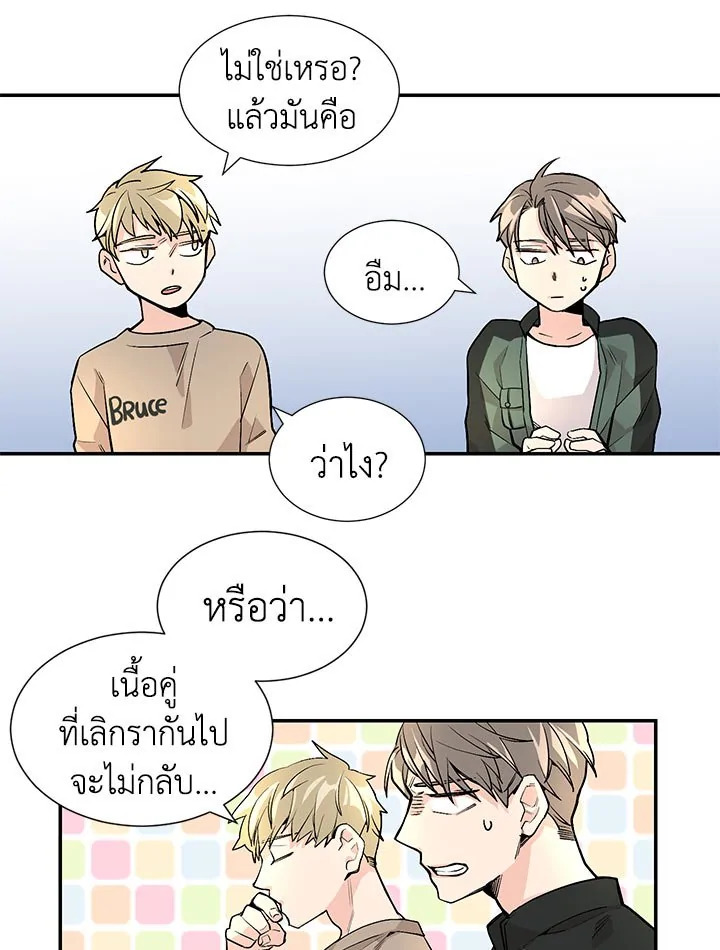 ไม่ใช่เหรอ?
แล้วมันคือ
อืม...
Bruce
ว่าไง?
หรือว่า...
เนื้อคู่
ที่เลิกรากันไป
จะไม่กลับ...